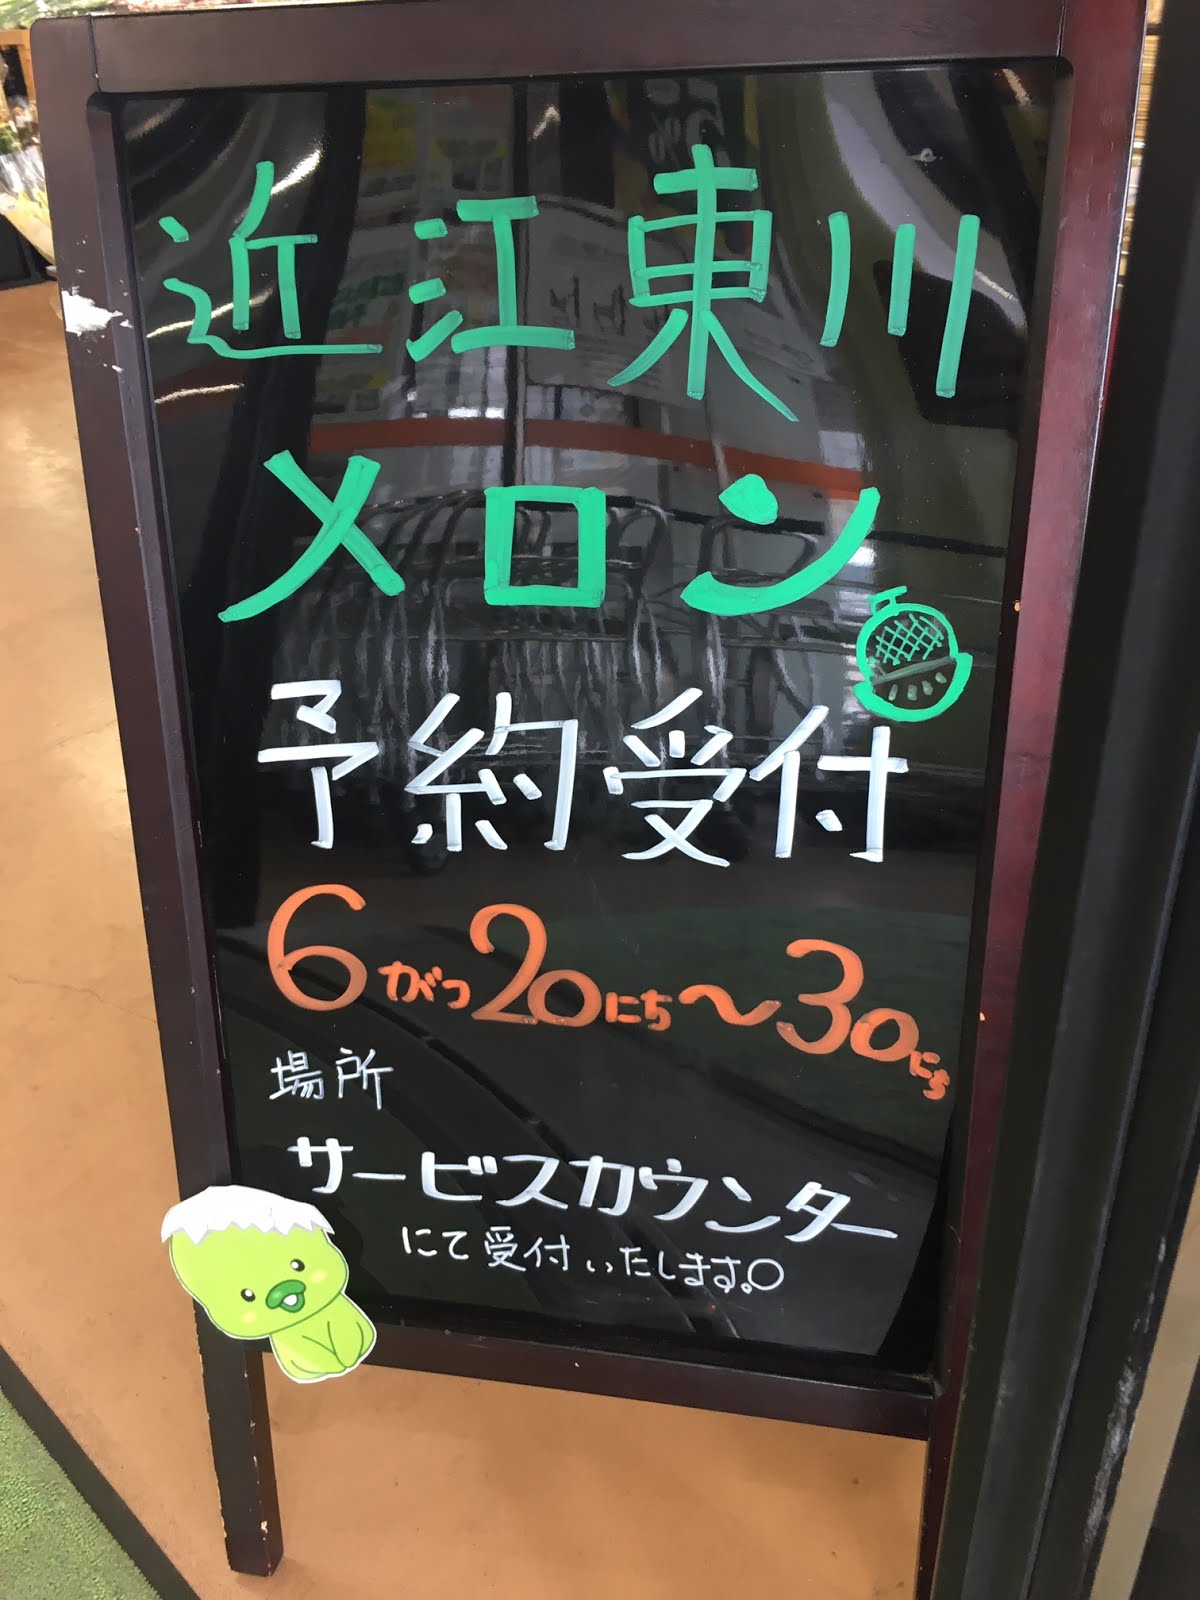 近江東川
メロン
予約受付
6がつ20にち～30にち
場所
サービスカウンター
にて受付いたします。